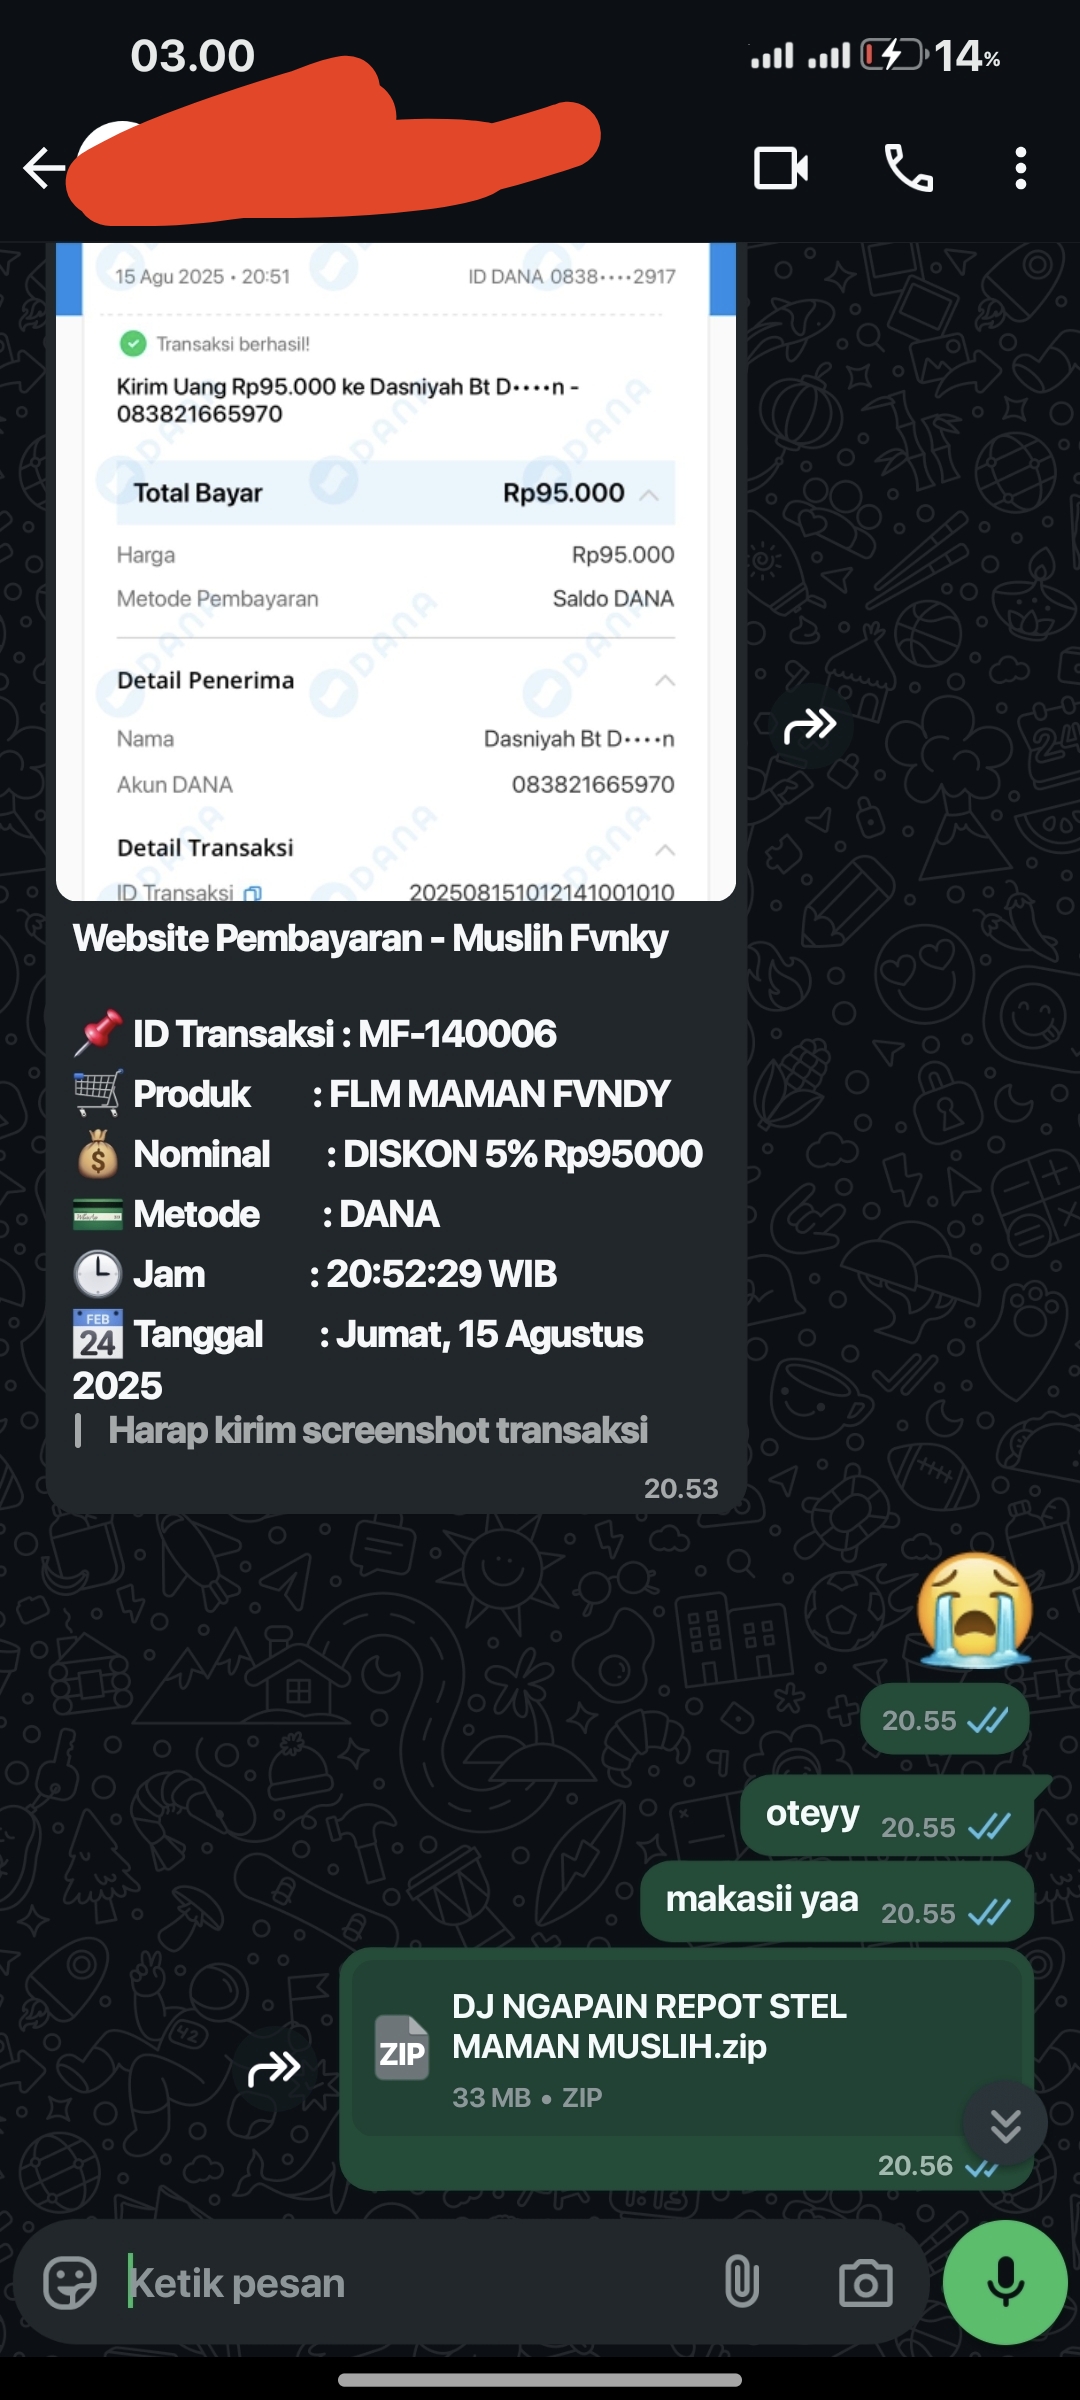 03.00
14%
15 Agu 2025 • 20:51 ID DANA 0838••••2917
Transaksi berhasil!
Kirim Uang Rp95.000 ke Dasniyah Bt D••••n -
083821665970
Total Bayar Rp95.000
Harga Rp95.000
Metode Pembayaran Saldo DANA
Detail Penerima
Nama Dasniyah Bt D••••n
Akun DANA 083821665970
Detail Transaksi
ID Transaksi 2025081510121410010​10
Website Pembayaran - Muslih Fvnky
📌 ID Transaksi : MF-140006
🛒 Produk : FLM MAMAN FVNDY
💰 Nominal : DISKON 5% Rp95000
💳 Metode : DANA
🕒 Jam : 20:52:29 WIB
📅 Tanggal : Jumat, 15 Agustus
2025
Harap kirim screenshot transaksi
20.53
😭
20.55
oteyy 20.55
makasii yaa 20.55
ZIP
DJ NGAPAIN REPOT STEL
MAMAN MUSLIH.zip
33 MB • ZIP
20.56
Ketik pesan